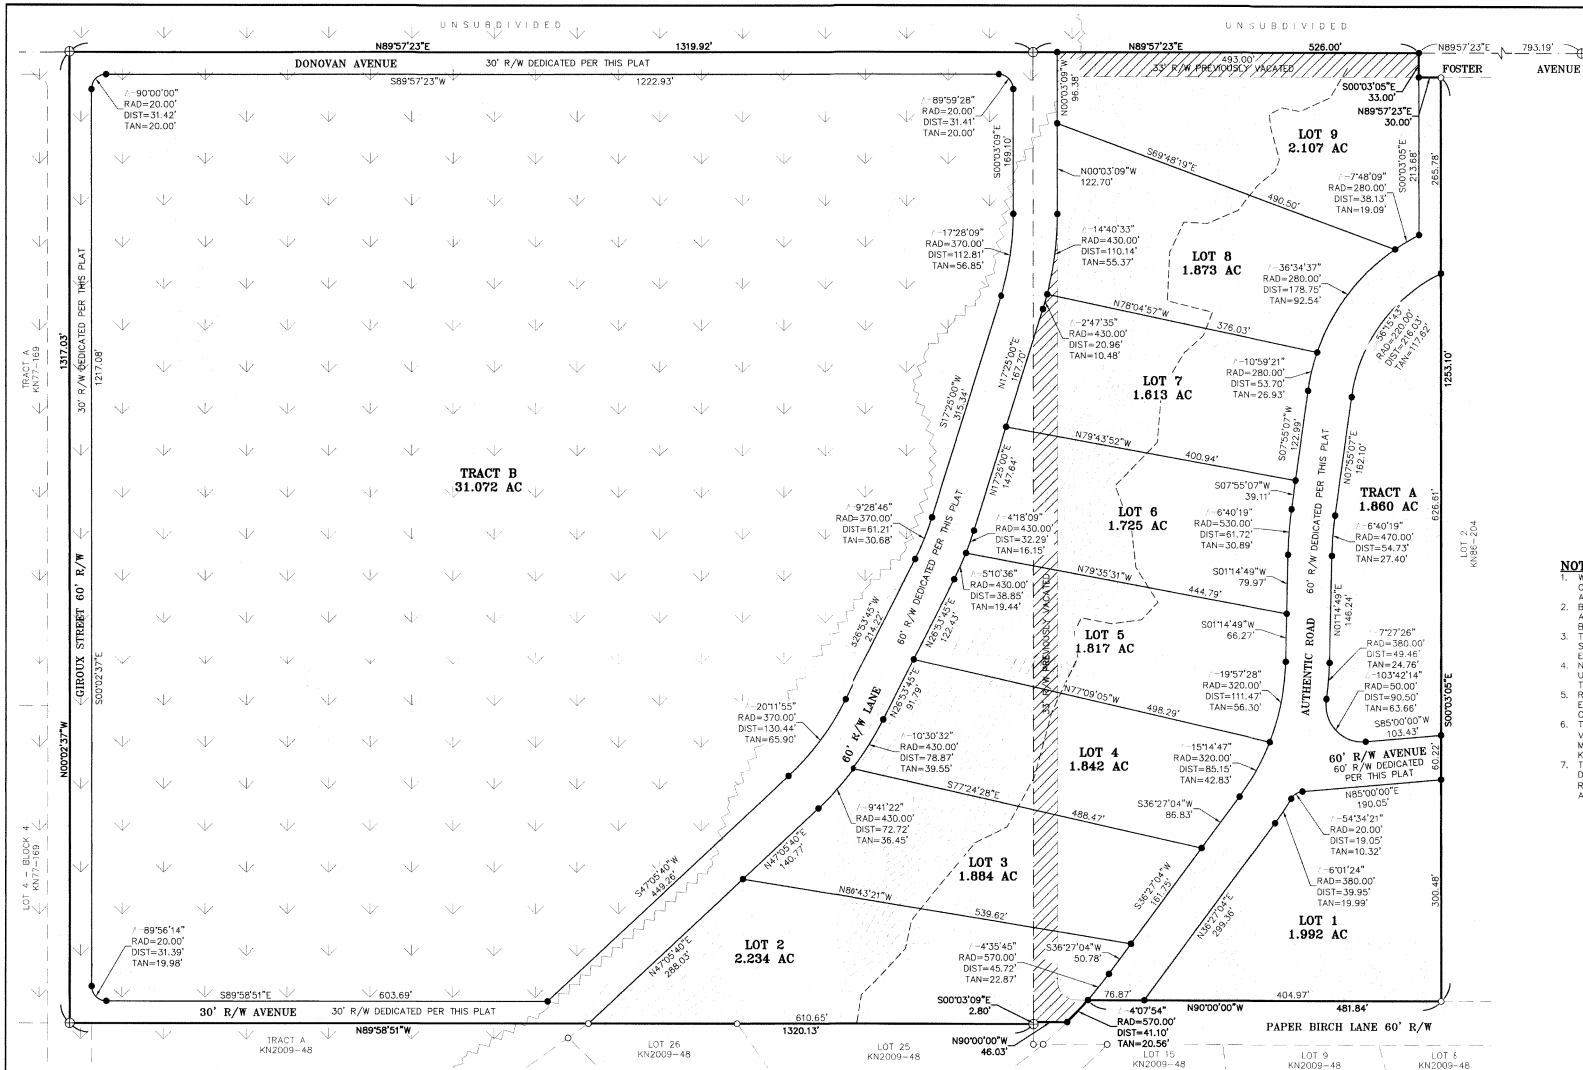 UNSUBDIVIDED
UNSUBDIVIDED
N89°57'23"E
1319.92'
N89°57'23"E
526.00'
N89°57'23"E
793.19'
DONOVAN AVENUE
30' R/W DEDICATED PER THIS PLAT
S89°57'23"W
1222.93'
493.00'
33' R/W PREVIOUSLY VACATED
FOSTER
AVENUE
S00°03'05"E
33.00'
N89°57'23"E
30.00'
-90°00'00"
RAD=20.00'
DIST=31.42'
TAN=20.00'
-89°59'28"
RAD=20.00'
DIST=31.41'
TAN=20.00'
N00°03'09"W
96.38'
S00°03'09"E
169.10'
LOT 9
2.107 AC
S69°48'19"E
490.50'
N00°03'09"W
122.70'
-7°48'09"
RAD=280.00'
DIST=38.13'
TAN=19.09'
S00°03'05"E
213.68'
265.78'
-17°28'09"
RAD=370.00'
DIST=112.81'
TAN=56.85'
-14°40'33"
RAD=430.00'
DIST=110.14'
TAN=55.37'
LOT 8
1.873 AC
-36°34'37"
RAD=280.00'
DIST=178.75'
TAN=92.54'
N78°04'57"W
376.03'
-2°47'35"
RAD=430.00'
DIST=20.96'
TAN=10.48'
56°15'43"
RAD=220.00'
DIST=216.03'
TAN=117.62'
TRACT A
KN77-169
1317.03'
30' R/W DEDICATED PER THIS PLAT
1217.08'
S17°25'00"W
315.34'
N17°25'00"E
167.70'
LOT 7
1.613 AC
-10°59'21"
RAD=280.00'
DIST=53.70'
TAN=26.93'
1253.10'
N79°43'52"W
400.94'
S07°55'07"W
122.99'
N07°55'07"E
162.10'
TRACT B
31.072 AC
N17°25'00"E
147.64'
S07°55'07"W
39.11'
TRACT A
1.860 AC
-9°28'46"
RAD=370.00'
DIST=61.21'
TAN=30.68'
60' R/W DEDICATED PER THIS PLAT
-4°18'09"
RAD=430.00'
DIST=32.29'
TAN=16.15'
LOT 6
1.725 AC
-6°40'19"
RAD=530.00'
DIST=61.72'
TAN=30.89'
60' R/W DEDICATED PER THIS PLAT
-6°40'19"
RAD=470.00'
DIST=54.73'
TAN=27.40'
626.61'
LOT 2
KN86-204
N79°35'31"W
444.79'
-5°10'36"
RAD=430.00'
DIST=38.85'
TAN=19.44'
S01°14'49"W
79.97'
N01°14'49"E
146.24'
S26°53'45"W
214.22'
N26°53'45"E
122.43'
33' R/W PREVIOUSLY VACATED
LOT 5
1.817 AC
S01°14'49"W
66.27'
-7°27'26"
RAD=380.00'
DIST=49.46'
TAN=24.76'
GIROUX STREET 60' R/W
S00°02'37"E
N26°53'45"E
91.79'
N77°09'05"W
498.29'
-19°57'28"
RAD=320.00'
DIST=111.47'
TAN=56.30'
AUTHENTIC ROAD
-103°42'14"
RAD=50.00'
DIST=90.50'
TAN=63.66'
S00°03'05"E
-20°11'55"
RAD=370.00'
DIST=130.44'
TAN=65.90'
60' R/W LANE
-10°30'32"
RAD=430.00'
DIST=78.87'
TAN=39.55'
LOT 4
1.842 AC
-15°14'47"
RAD=320.00'
DIST=85.15'
TAN=42.83'
S85°00'00"W
103.43'
60' R/W AVENUE
60' R/W DEDICATED
PER THIS PLAT
60.22'
N00°02'37"W
S77°24'28"E
488.47'
S36°27'04"W
86.83'
N85°00'00"E
190.05'
-9°41'22"
RAD=430.00'
DIST=72.72'
TAN=36.45'
-54°34'21"
RAD=20.00'
DIST=19.05'
TAN=10.32'
LOT 4 - BLOCK 4
KN77-169
S47°05'40"W
449.26'
N47°05'40"E
140.77'
LOT 3
1.884 AC
S36°27'04"W
161.75'
-6°01'24"
RAD=380.00'
DIST=39.95'
TAN=19.99'
300.48'
N80°43'21"W
539.62'
N36°27'04"E
299.36'
LOT 1
1.992 AC
-89°56'14"
RAD=20.00'
DIST=31.39'
TAN=19.98'
LOT 2
2.234 AC
N47°05'40"E
288.03'
-4°35'45"
RAD=570.00'
DIST=45.72'
TAN=22.87'
S36°27'04"W
50.78'
S89°58'51"E
603.69'
S00°03'09"E
2.80'
76.87'
N90°00'00"W
404.97'
481.84'
30' R/W AVENUE
30' R/W DEDICATED PER THIS PLAT
N89°58'51"W
610.65'
1320.13'
-4°07'54"
RAD=570.00'
DIST=41.10'
TAN=20.56'
PAPER BIRCH LANE 60' R/W
N90°00'00"W
46.03'
TRACT A
KN2009-48
LOT 26
KN2009-48
LOT 25
KN2009-48
LOT 15
KN2009-48
LOT 9
KN2009-48
LOT 8
KN2009-48
1.
2.
3.
4.
5.
6.
7.